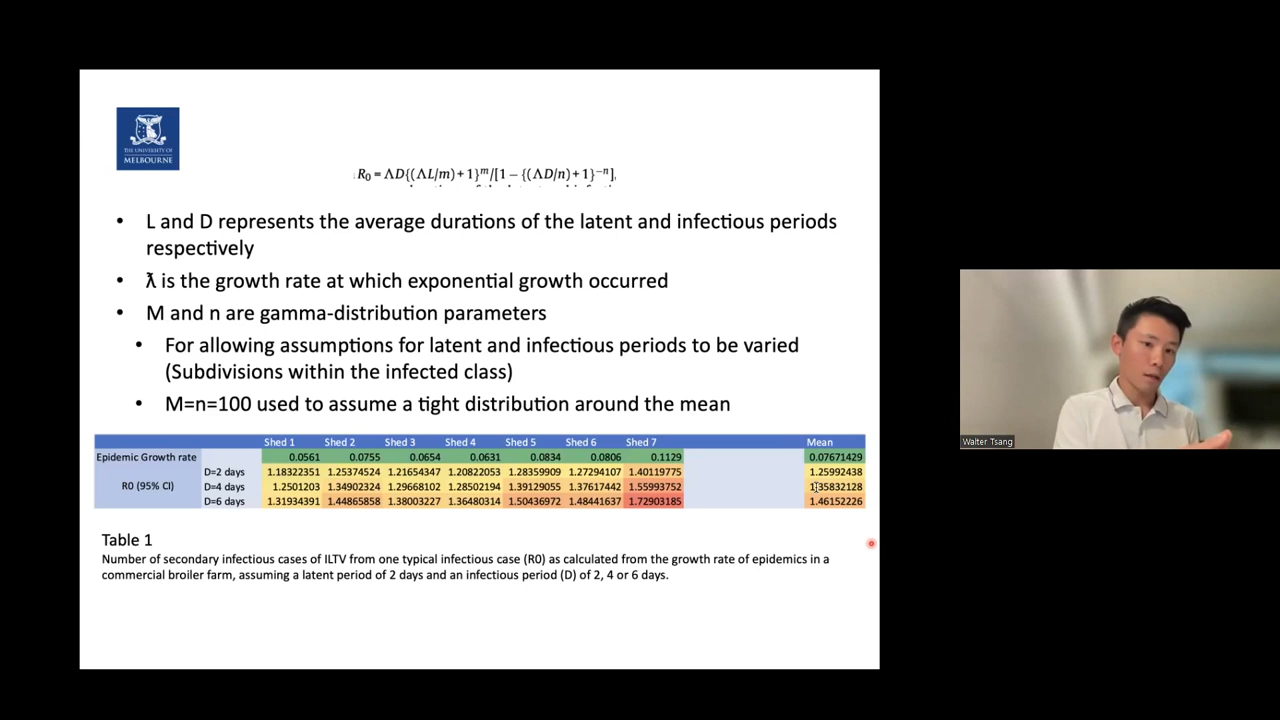 THE UNIVERSITY OF
MELBOURNE
R₀ = ΛD{(ΛL/m)+1}ᵐ/[1 − {(ΛD/n)+1}⁻ⁿ],
• L and D represents the average durations of the latent and infectious periods
respectively
• ƛ is the growth rate at which exponential growth occurred
• M and n are gamma-distribution parameters
• For allowing assumptions for latent and infectious periods to be varied
(Subdivisions within the infected class)
• M=n=100 used to assume a tight distribution around the mean
Shed 1 Shed 2 Shed 3 Shed 4 Shed 5 Shed 6 Shed 7 Mean
Epidemic Growth rate 0.0561 0.0755 0.0654 0.0631 0.0834 0.0806 0.1129 0.07671429
D=2 days 1.18322351 1.25374524 1.21654347 1.20822053 1.28359909 1.27294107 1.40119775 1.25992438
R0 (95% CI) D=4 days 1.2501203 1.34902324 1.29668102 1.28502194 1.39129055 1.37617442 1.55993752
D=6 days 1.31934391 1.44865858 1.38003227 1.36480314 1.50436972 1.48441637 1.72903185 1.46152226
Table 1
Number of secondary infectious cases of ILTV from one typical infectious case (R0) as calculated from the growth rate of epidemics in a
commercial broiler farm, assuming a latent period of 2 days and an infectious period (D) of 2, 4 or 6 days.
Walter Tsang